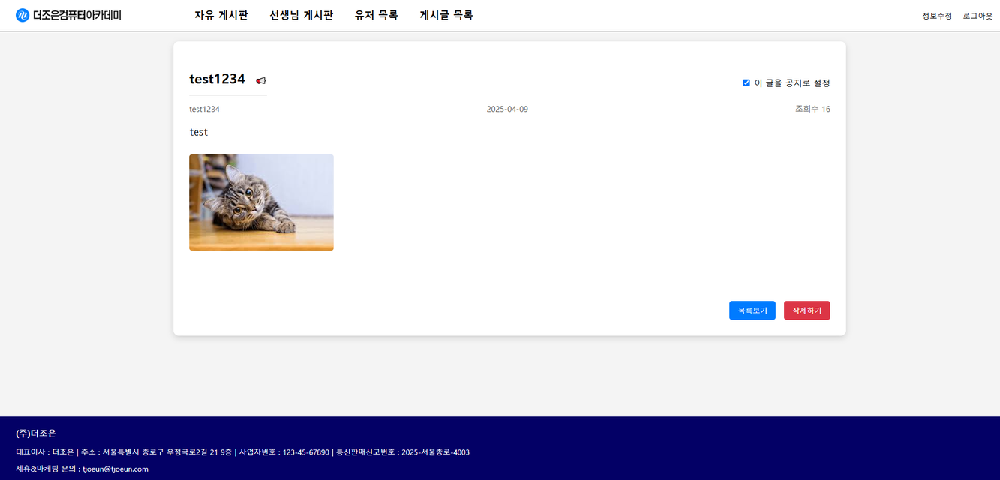 더조은컴퓨터아카데미 자유 게시판 선생님 게시판 유저 목록 게시글 목록 정보수정 로그아웃
test1234 이 글을 공지로 설정
test1234 2025-04-09 조회수 16
test
목록보기 삭제하기
(주)더조은
대표이사 : 더조은 | 주소 : 서울특별시 종로구 우정국로2길 21 9층 | 사업자번호 : 123-45-67890 | 통신판매신고번호 : 2025-서울종로-4003
제휴&마케팅 문의 : tjoeun@tjoeun.com